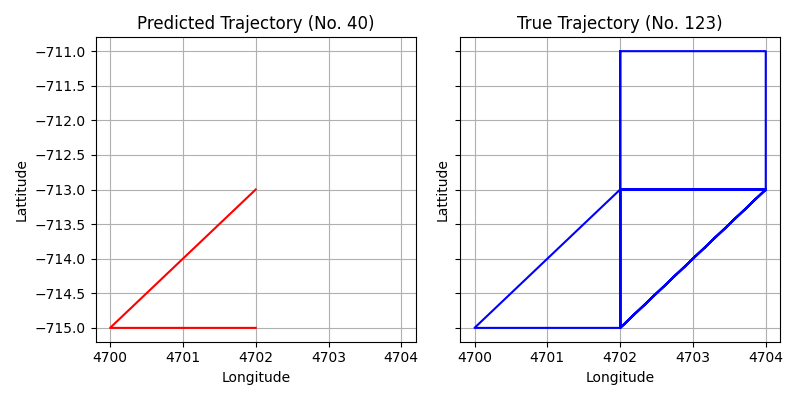 Predicted Trajectory (No. 40)
True Trajectory (No. 123)
−711.0
−711.5
−712.0
−712.5
−713.0
−713.5
−714.0
−714.5
−715.0
Lattitude
Lattitude
4700 4701 4702 4703 4704
4700 4701 4702 4703 4704
Longitude
Longitude